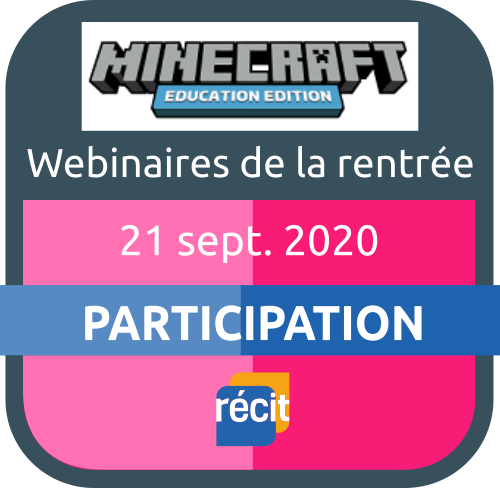 MINECRAFT
EDUCATION EDITION
Webinaires de la rentrée
21 sept. 2020
PARTICIPATION
récit